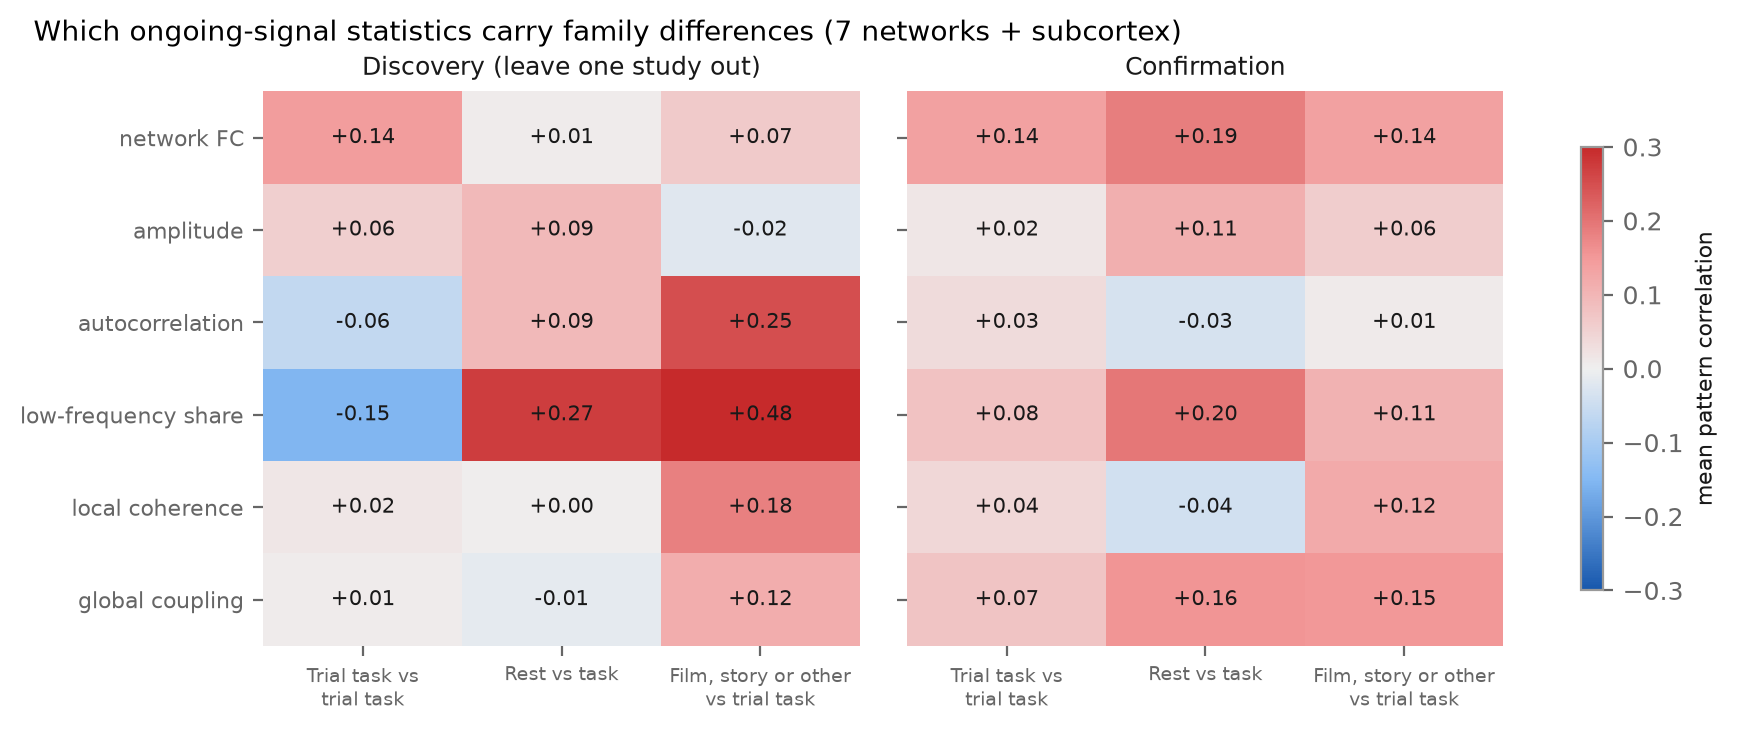 Which ongoing-signal statistics carry family differences (7 networks + subcortex)
Discovery (leave one study out)
Confirmation
network FC
+0.14
+0.01
+0.07
+0.14
+0.19
+0.14
amplitude
+0.06
+0.09
-0.02
+0.02
+0.11
+0.06
autocorrelation
-0.06
+0.09
+0.25
+0.03
-0.03
+0.01
low-frequency share
-0.15
+0.27
+0.48
+0.08
+0.20
+0.11
local coherence
+0.02
+0.00
+0.18
+0.04
-0.04
+0.12
global coupling
+0.01
-0.01
+0.12
+0.07
+0.16
+0.15
Trial task vs
trial task
Rest vs task
Film, story or other
vs trial task
Trial task vs
trial task
Rest vs task
Film, story or other
vs trial task
0.3
0.2
0.1
0.0
−0.1
−0.2
−0.3
mean pattern correlation